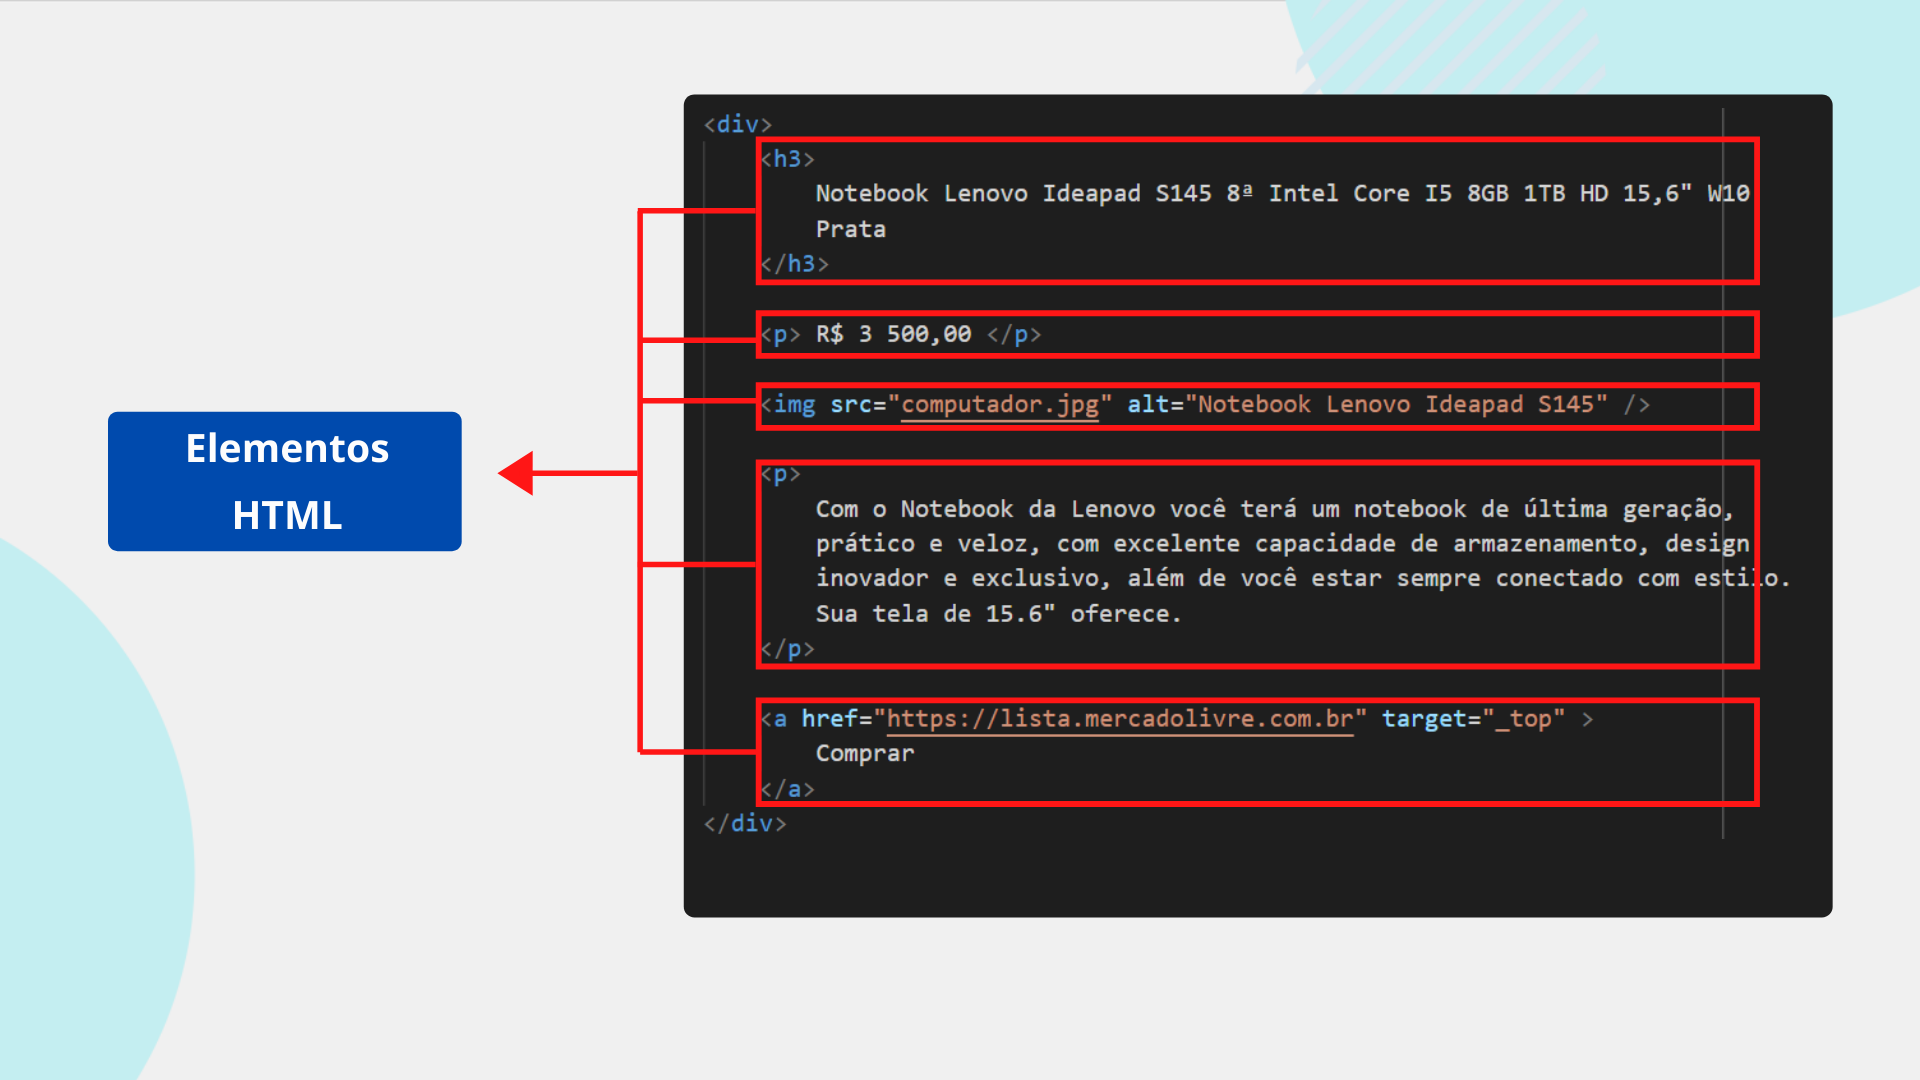 Elementos
HTML
<div>
<h3>
Notebook Lenovo Ideapad S145 8ª Intel Core I5 8GB 1TB HD 15,6" W10
Prata
</h3>
<p> R$ 3 500,00 </p>
<img src="computador.jpg" alt="Notebook Lenovo Ideapad S145" />
<p>
Com o Notebook da Lenovo você terá um notebook de última geração,
prático e veloz, com excelente capacidade de armazenamento, design
inovador e exclusivo, além de você estar sempre conectado com estilo.
Sua tela de 15.6" oferece.
</p>
<a href="https://lista.mercadolivre.com.br" target="_top" >
Comprar
</a>
</div>